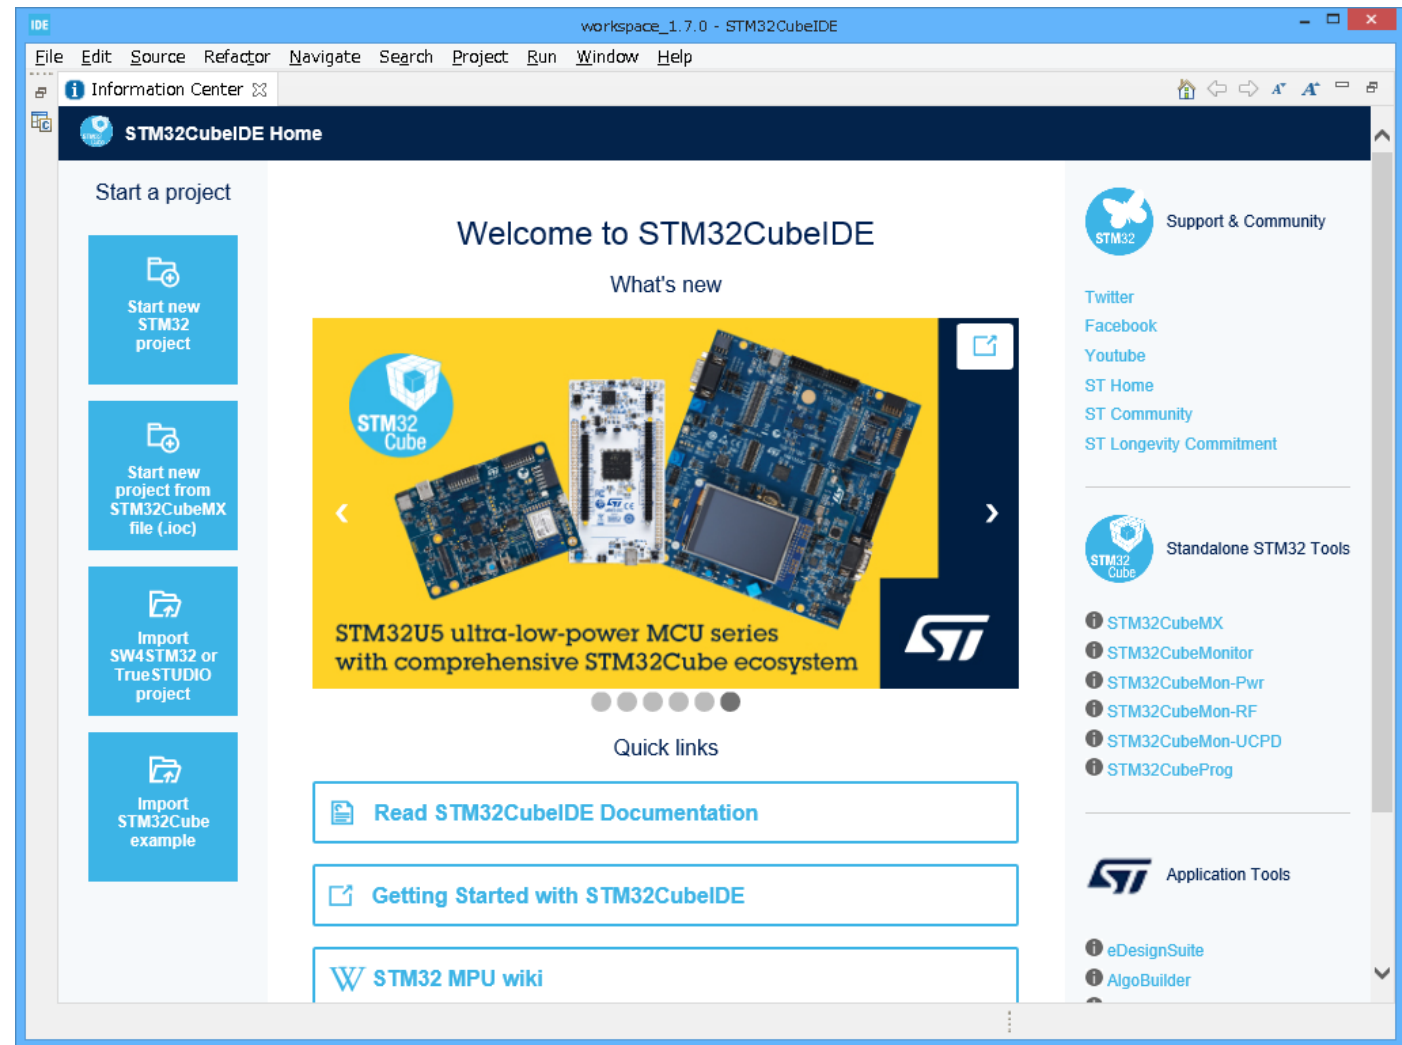 IDE
workspace_1.7.0 - STM32CubeIDE
File Edit Source Refactor Navigate Search Project Run Window Help
Information Center
STM32CubeIDE Home
Start a project
Start new
STM32
project
Start new
project from
STM32CubeMX
file (.ioc)
Import
SW4STM32 or
TrueSTUDIO
project
Import
STM32Cube
example
Welcome to STM32CubeIDE
What's new
STM32
Cube
STM32U5 ultra-low-power MCU series
with comprehensive STM32Cube ecosystem
ST
Quick links
Read STM32CubeIDE Documentation
Getting Started with STM32CubeIDE
STM32 MPU wiki
STM32
Support & Community
Twitter
Facebook
Youtube
ST Home
ST Community
ST Longevity Commitment
STM32
Cube
Standalone STM32 Tools
STM32CubeMX
STM32CubeMonitor
STM32CubeMon-Pwr
STM32CubeMon-RF
STM32CubeMon-UCPD
STM32CubeProg
ST
Application Tools
eDesignSuite
AlgoBuilder